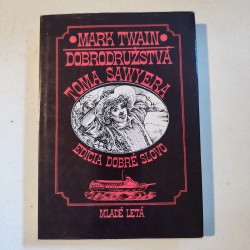 MARK TWAIN
DOBRODRUŽSTVÁ
TOMA SAWYERA
EDÍCIA DOBRÉ SLOVO
MLADÉ LETÁ